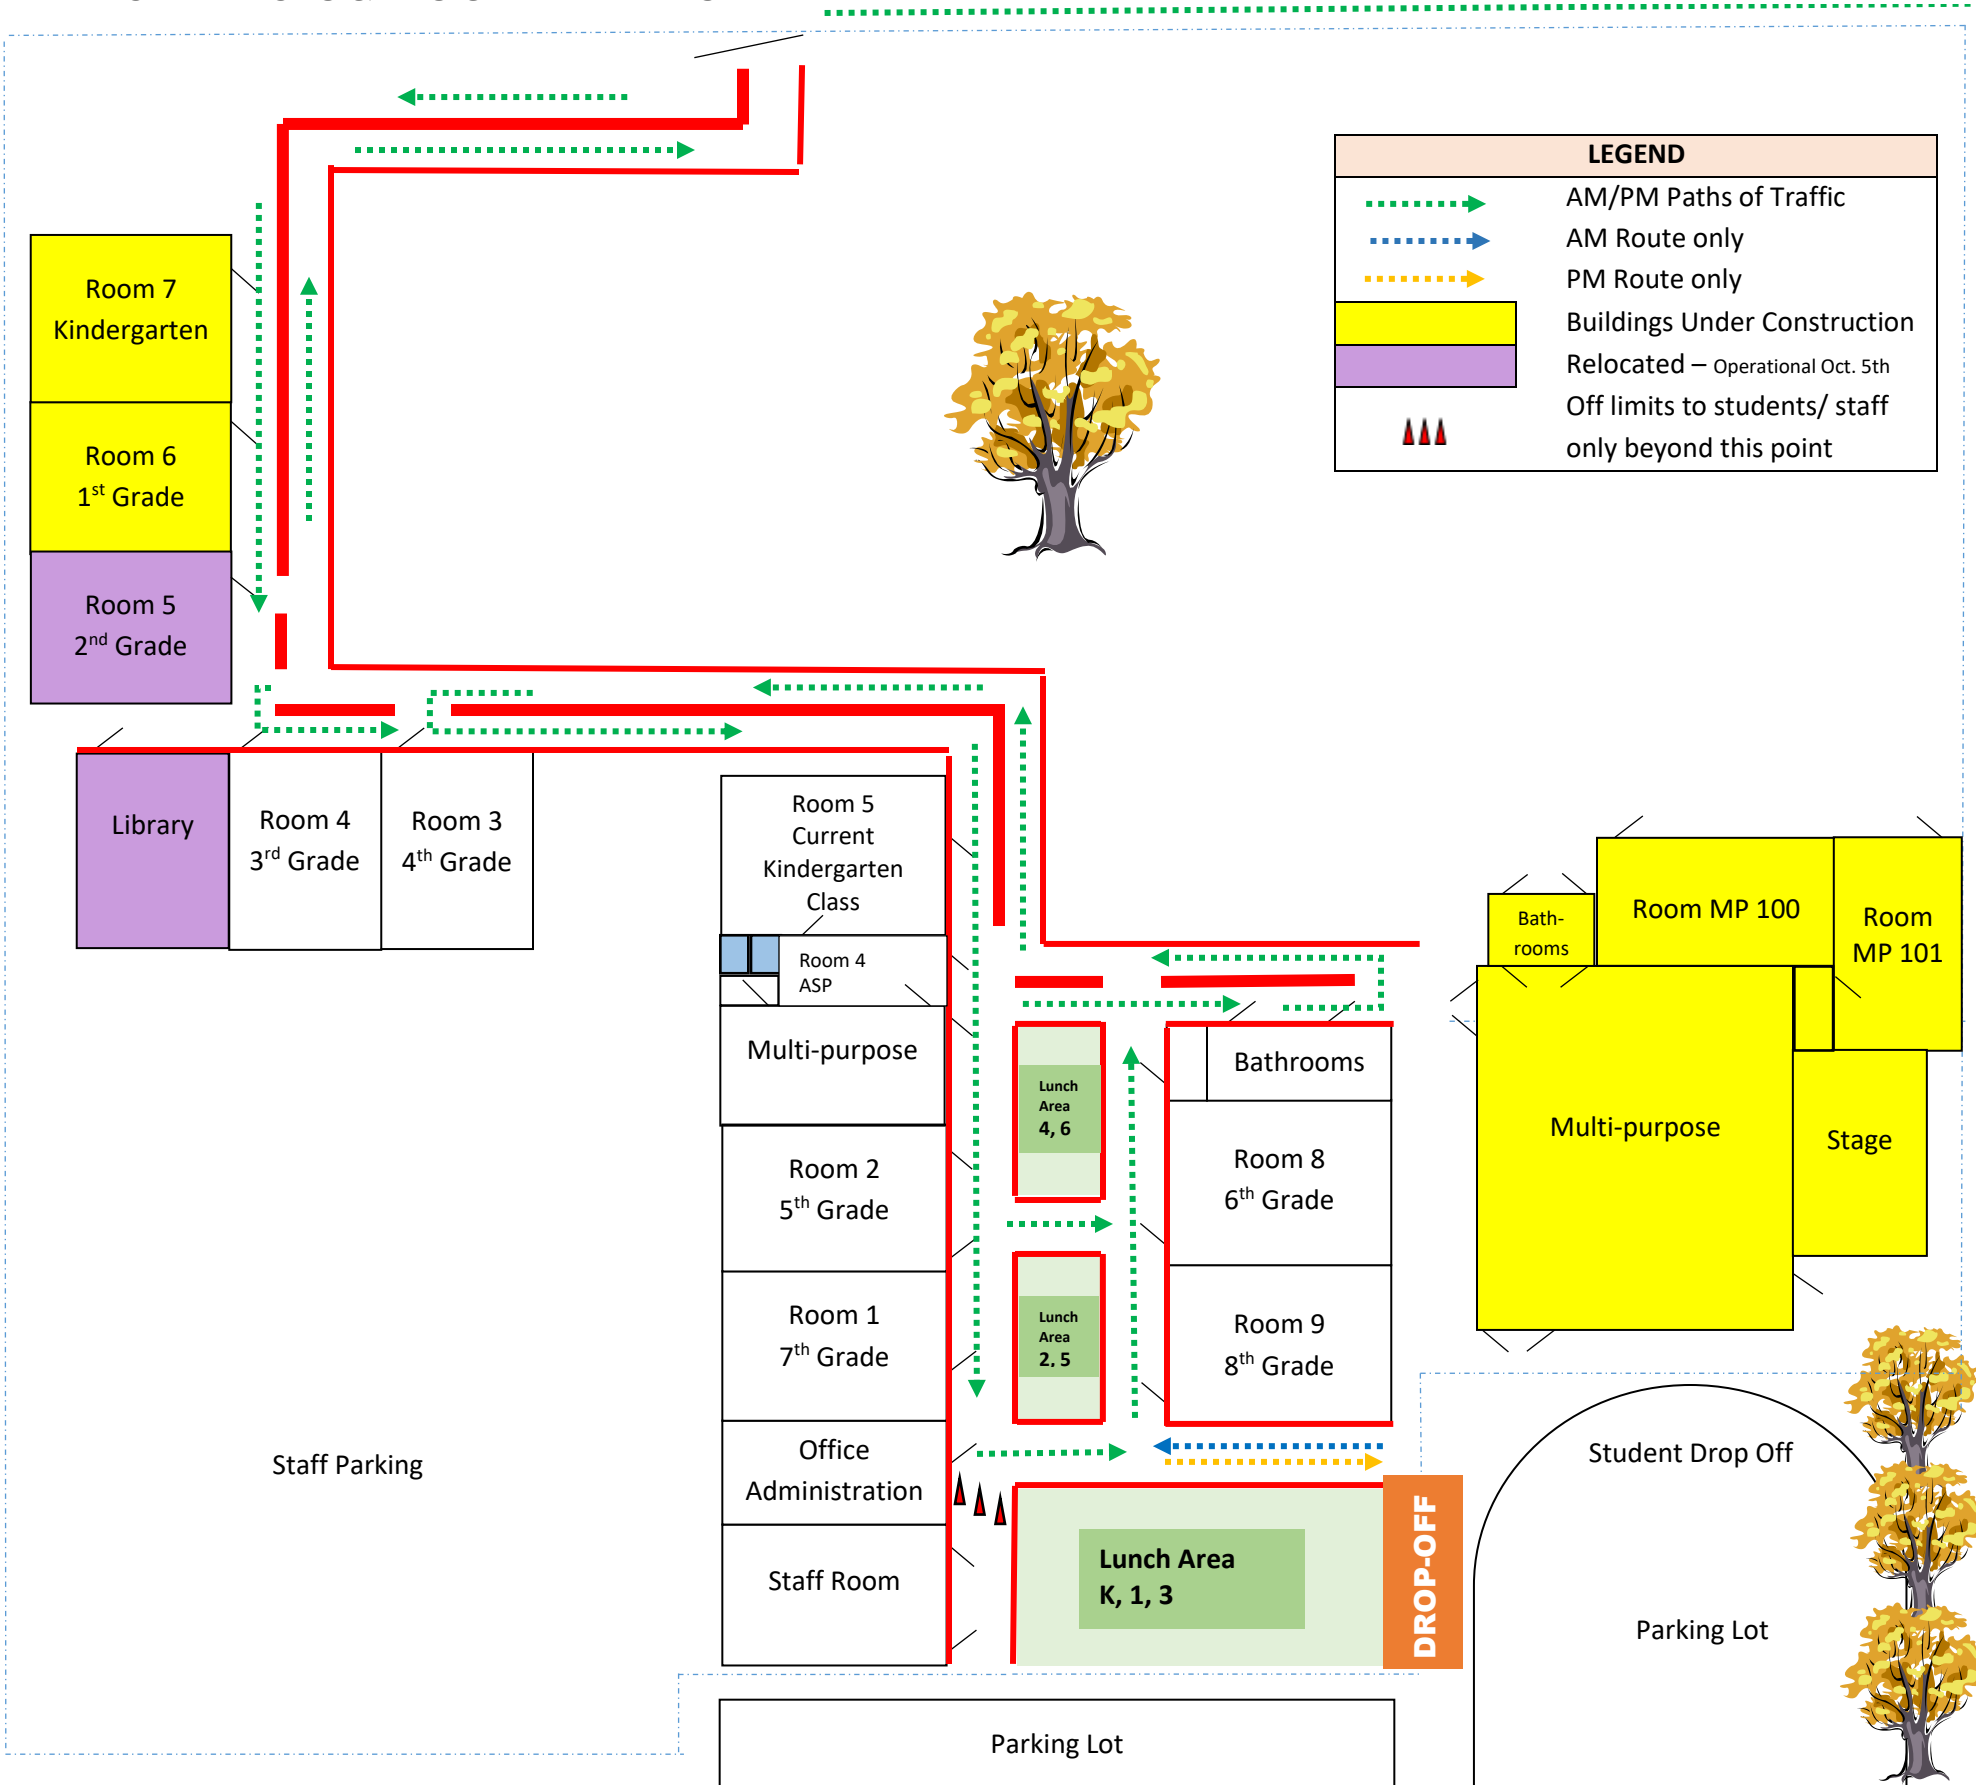 LEGEND
AM/PM Paths of Traffic
AM Route only
PM Route only
Buildings Under Construction
Relocated – Operational Oct. 5th
Off limits to students/ staff
only beyond this point
Room 7
Kindergarten
Room 6
1st Grade
Room 5
2nd Grade
Library
Room 4
3rd Grade
Room 3
4th Grade
Room 5
Current
Kindergarten
Class
Room 4
ASP
Multi-purpose
Room 2
5th Grade
Room 1
7th Grade
Office
Administration
Staff Room
Staff Parking
Lunch
Area
4, 6
Lunch
Area
2, 5
Bathrooms
Room 8
6th Grade
Room 9
8th Grade
Lunch Area
K, 1, 3
DROP-OFF
Bath-
rooms
Room MP 100
Room
MP 101
Multi-purpose
Stage
Student Drop Off
Parking Lot
Parking Lot